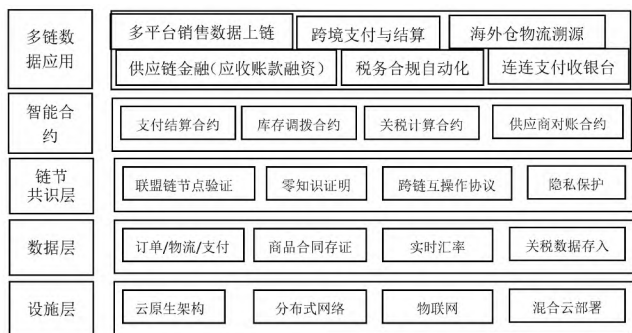 多链数
据应用
多平台销售数据上链
跨境支付与结算
海外仓物流溯源
供应链金融（应收账款融资）
税务合规自动化
连连支付收银台
智能合
约
支付结算合约
库存调拨合约
关税计算合约
供应商对账合约
链节
共识层
联盟链节点验证
零知识证明
跨链互操作协议
隐私保护
数据层
订单/物流/支付
商品合同存证
实时汇率
关税数据存入
设施层
云原生架构
分布式网络
物联网
混合云部署